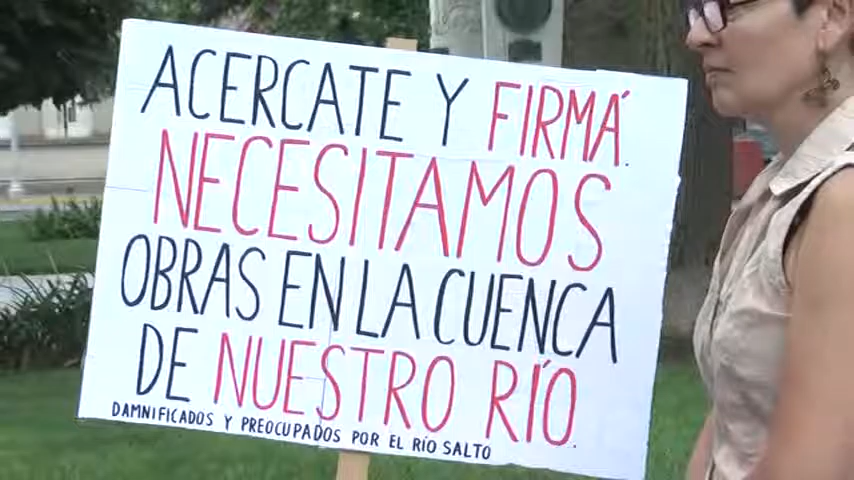 ACERCATE Y FIRMÁ.
NECESITAMOS
OBRAS EN LA CUENCA
DE NUESTRO RÍO.
DAMNIFICADOS Y PREOCUPADOS POR EL RÍO SALTO